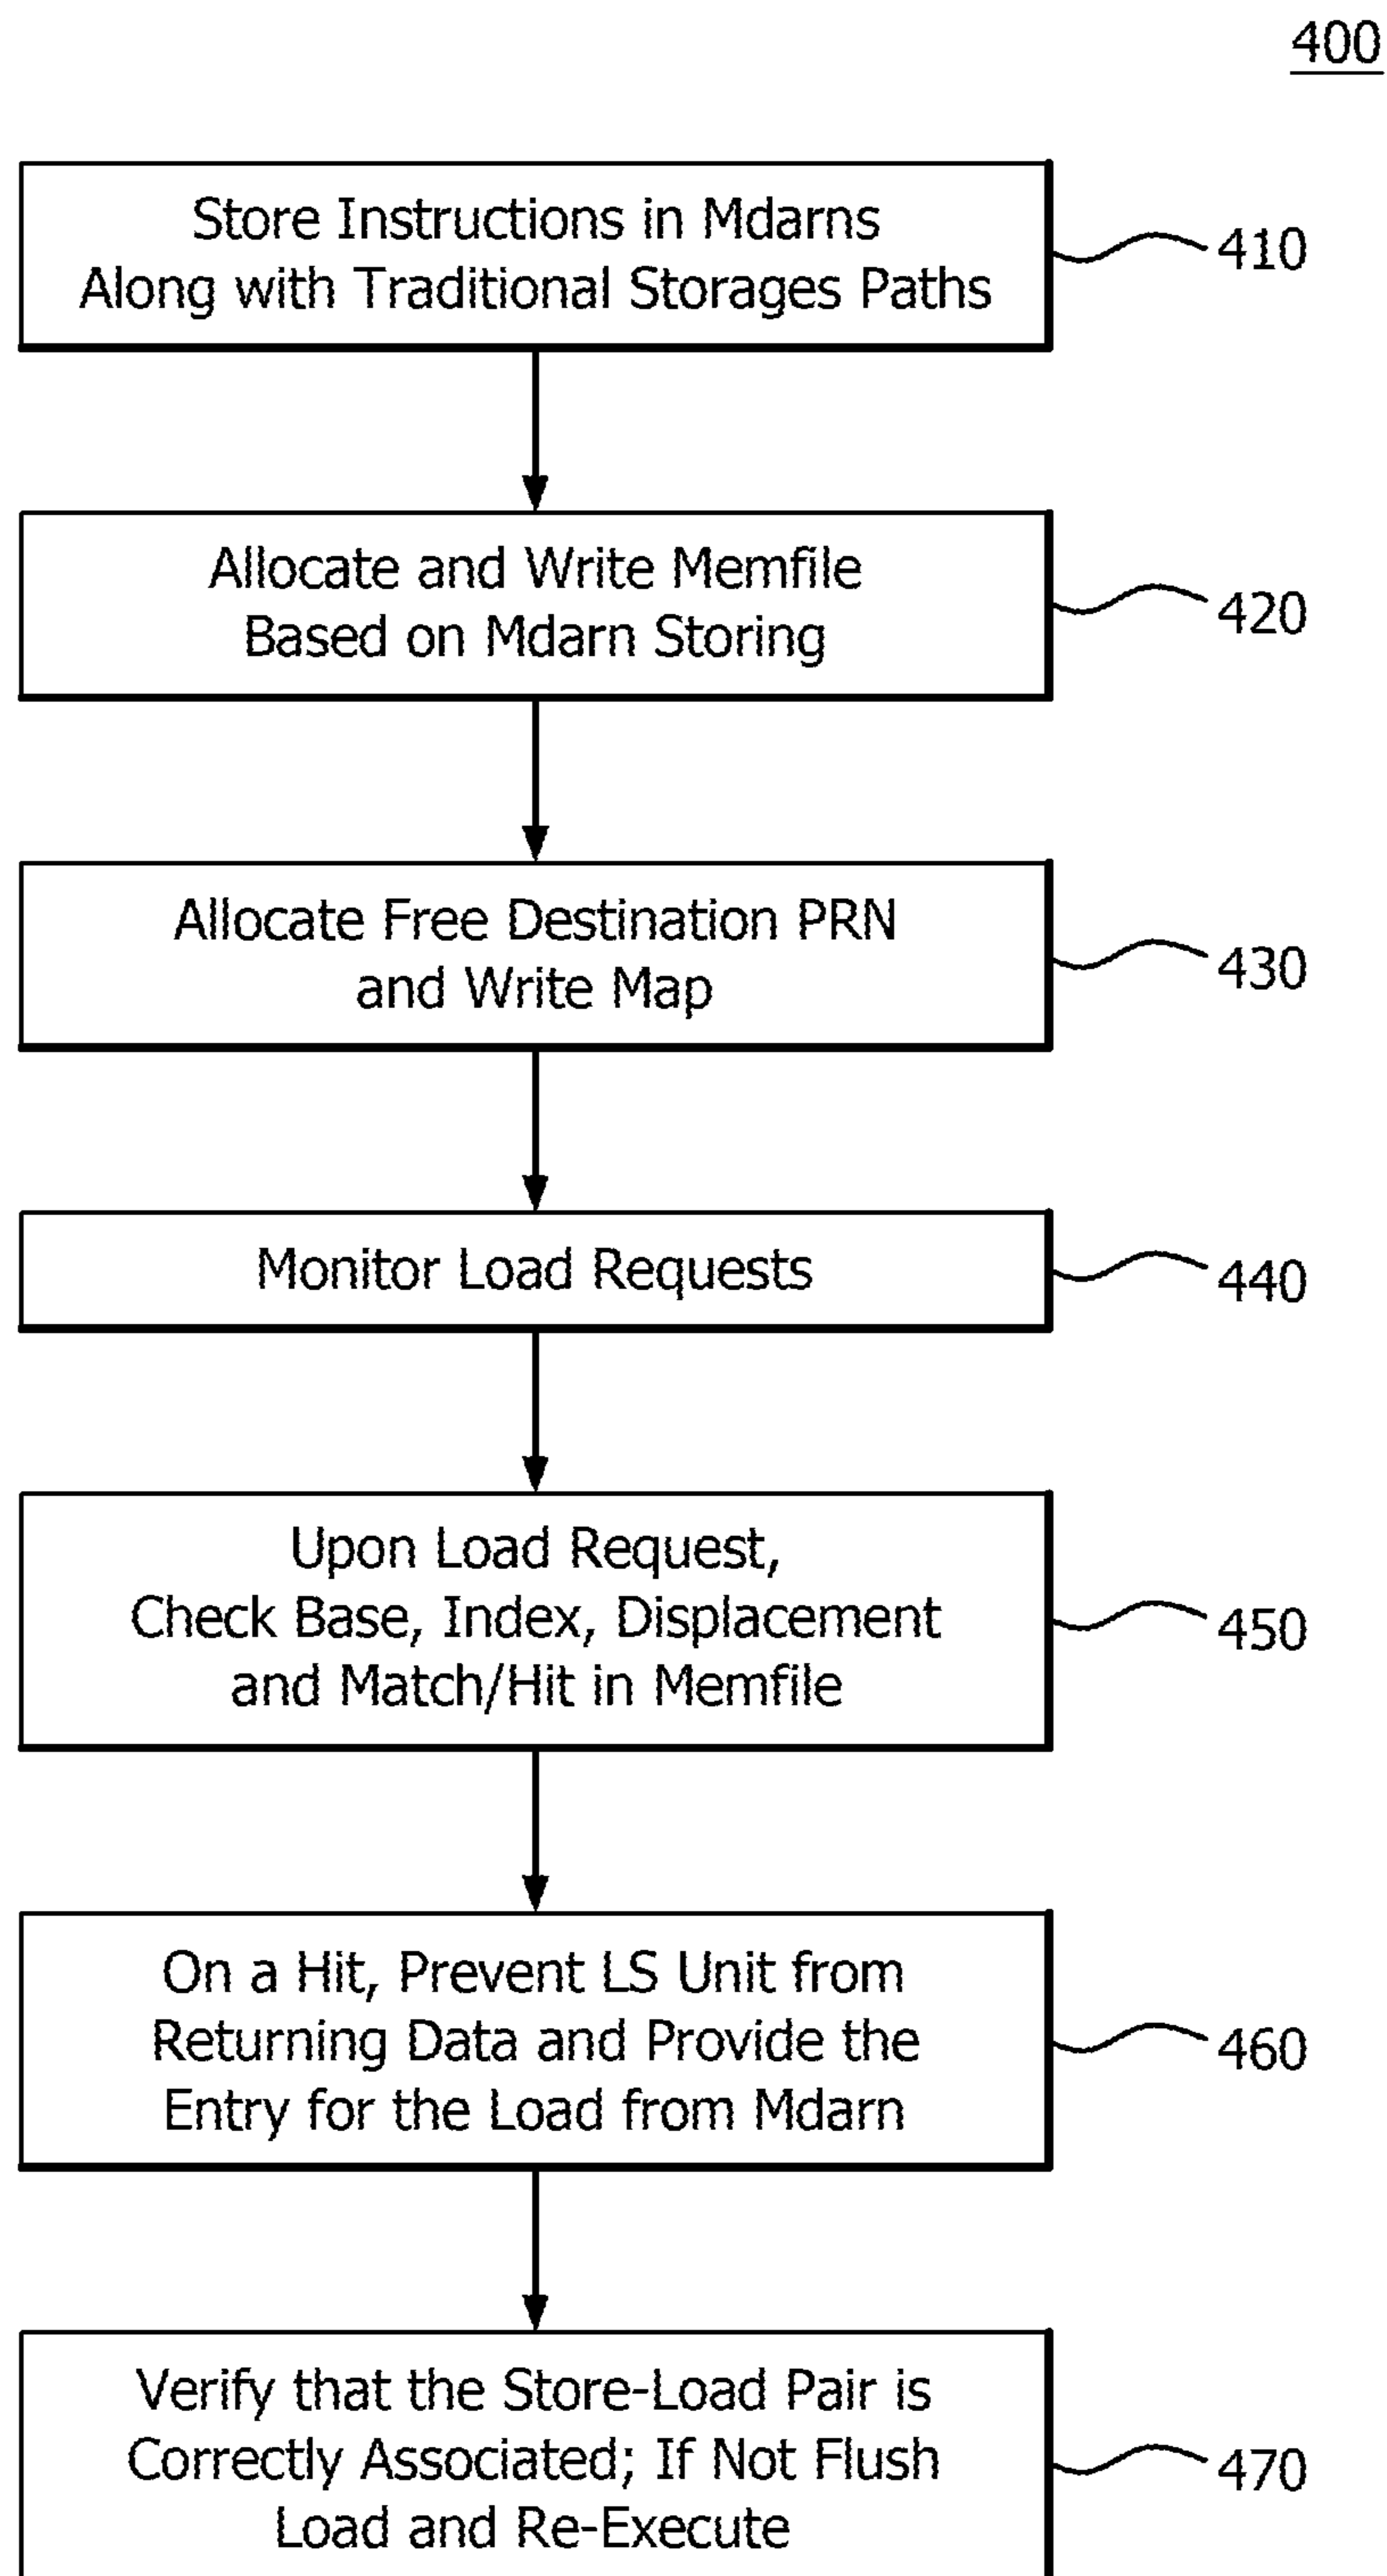 400
Store Instructions in Mdarns
Along with Traditional Storages Paths
410
Allocate and Write Memfile
Based on Mdarn Storing
420
Allocate Free Destination PRN
and Write Map
430
Monitor Load Requests
440
Upon Load Request,
Check Base, Index, Displacement
and Match/Hit in Memfile
450
On a Hit, Prevent LS Unit from
Returning Data and Provide the
Entry for the Load from Mdarn
460
Verify that the Store-Load Pair is
Correctly Associated; If Not Flush
Load and Re-Execute
470